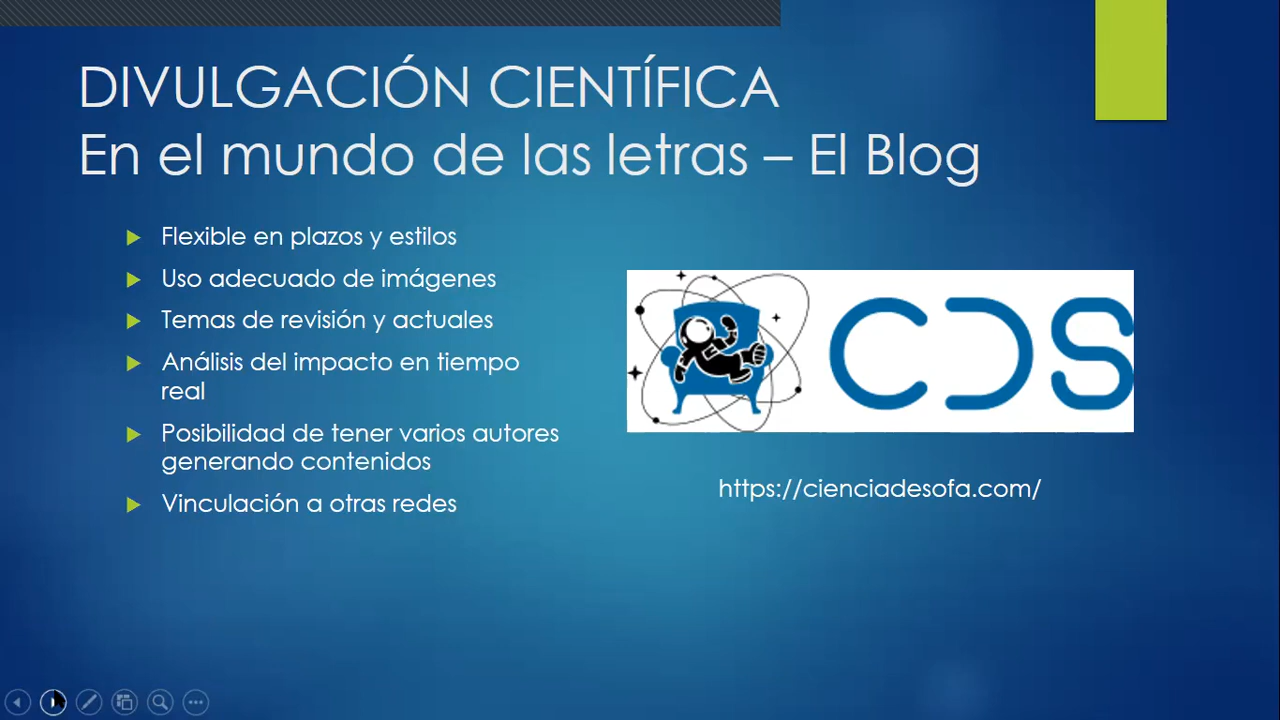 DIVULGACIÓN CIENTÍFICA
En el mundo de las letras – El Blog
Flexible en plazos y estilos
Uso adecuado de imágenes
Temas de revisión y actuales
Análisis del impacto en tiempo
real
Posibilidad de tener varios autores
generando contenidos
Vinculación a otras redes
CDS
https://cienciadesofa.com/